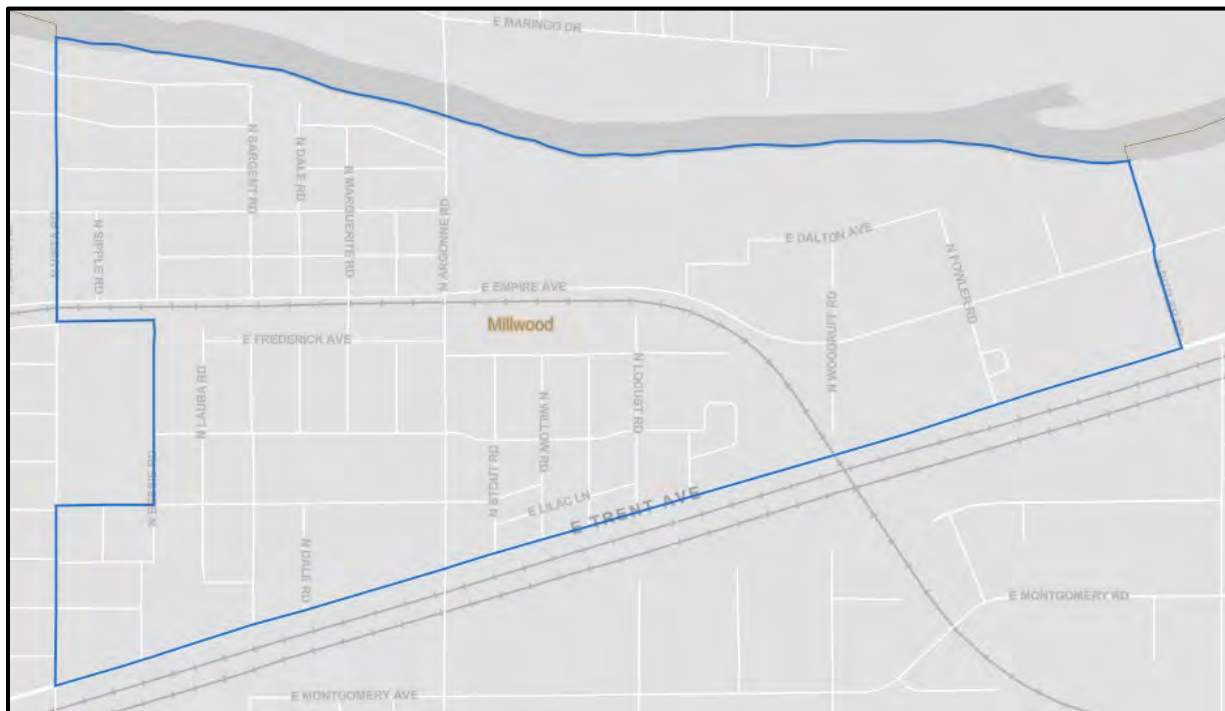 E MARINGO DR
N SARGENT RD
N DALE RD
N MARGUERITE RD
N ARGONNE RD
N SIPPLE RD
E DALTON AVE
N FOWLER RD
E EMPIRE AVE
Millwood
E FREDERICK AVE
N WOODRUFF RD
N LAURA RD
N LOCUST RD
N WILLOW RD
N STOUT RD
N BESSIE RD
E LILAC LN
E TRENT AVE
N DALE RD
E MONTGOMERY RD
E MONTGOMERY AVE